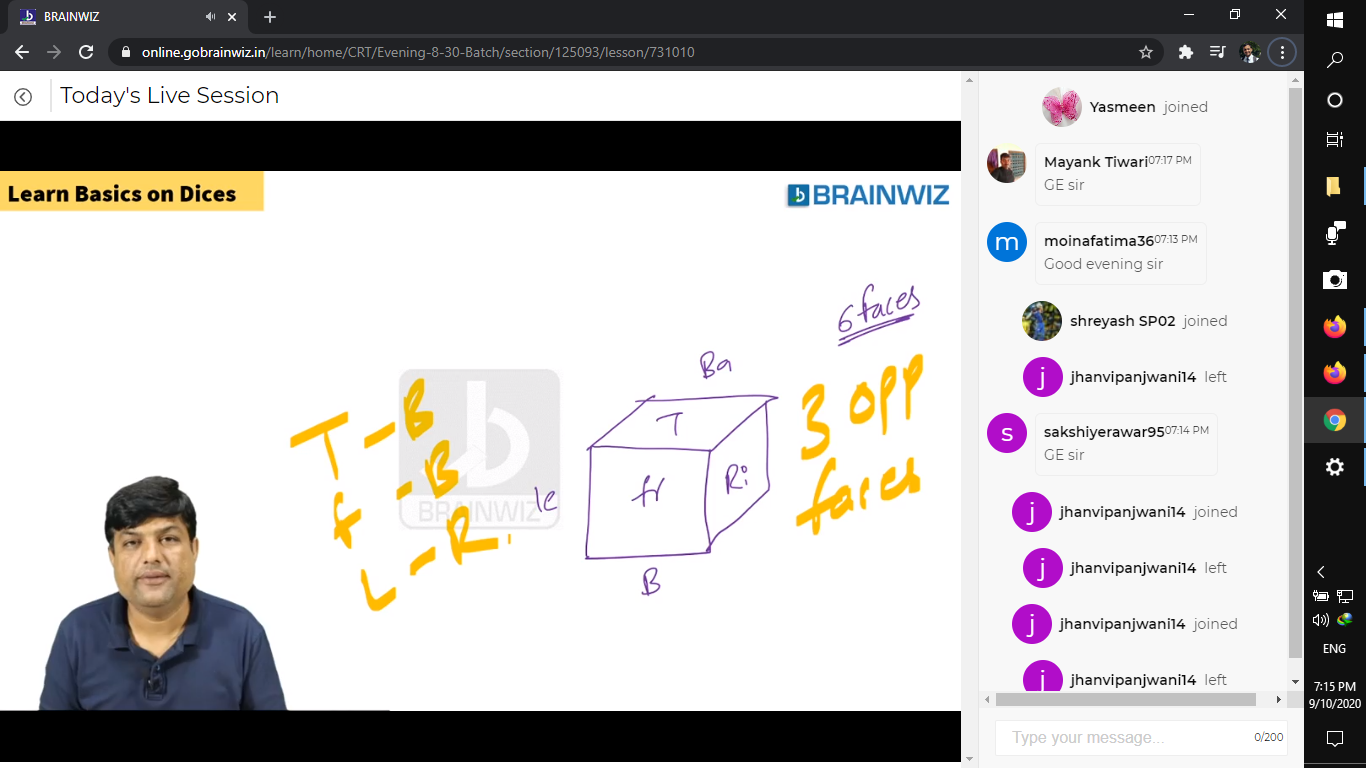 BRAINWIZ
online.gobrainwiz.in/learn/home/CRT/Evening-8-30-Batch/section/125093/lesson/731010
Today's Live Session
Learn Basics on Dices
BRAINWIZ
6 faces
Ba
T
fr
Ri
le
B
3 opp
faces
T - B
f - B
L - R.
BRAINWIZ
Yasmeen joined
Mayank Tiwari 07:17 PM
GE sir
m
moinafatima36 07:13 PM
Good evening sir
shreyash SP02 joined
j
jhanvipanjwani14 left
s
sakshiyerawar95 07:14 PM
GE sir
j
jhanvipanjwani14 joined
j
jhanvipanjwani14 left
j
jhanvipanjwani14 joined
j
jhanvipanjwani14 left
Type your message... 0/200
ENG
7:15 PM
9/10/2020